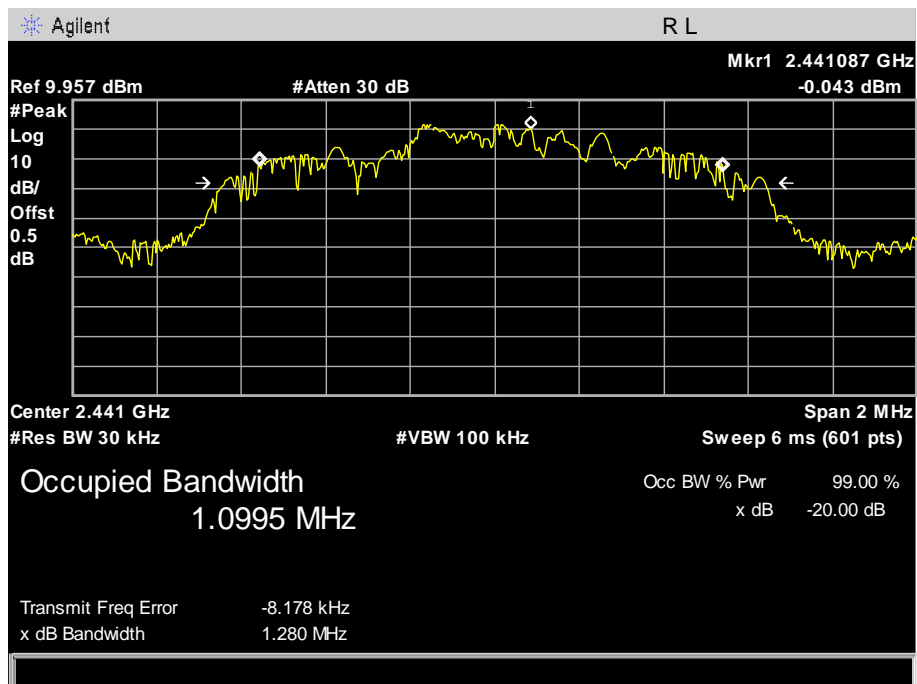 Agilent R L
Mkr1 2.441087 GHz
Ref 9.957 dBm #Atten 30 dB -0.043 dBm
#Peak
Log
10
dB/
Offst
0.5
dB
1
Center 2.441 GHz Span 2 MHz
#Res BW 30 kHz #VBW 100 kHz Sweep 6 ms (601 pts)
Occupied Bandwidth Occ BW % Pwr 99.00 %
1.0995 MHz x dB -20.00 dB
Transmit Freq Error -8.178 kHz
x dB Bandwidth 1.280 MHz